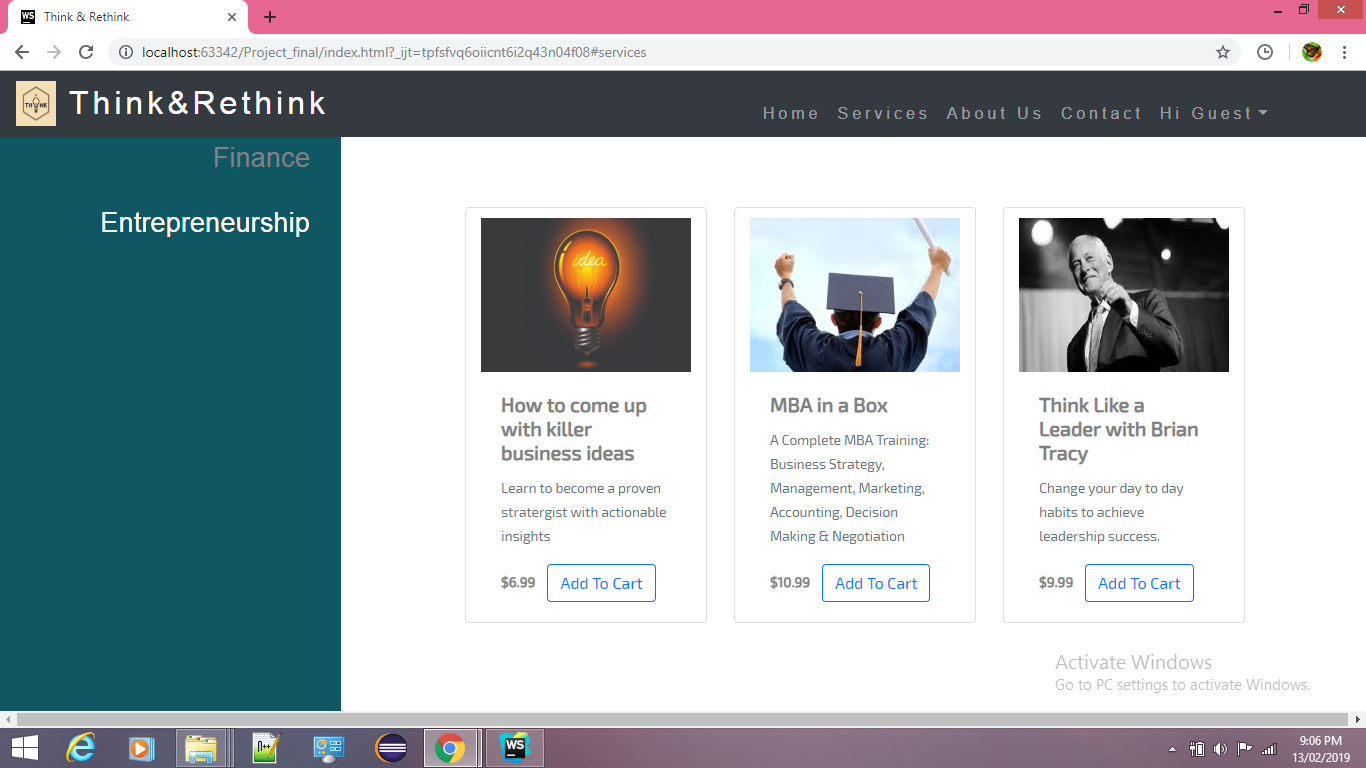 Think & Rethink
localhost:63342/Project_final/index.html?_ijt=tpfsfvq6oiicnt6i2q43n04f08#services
THINK
Think&Rethink
Home Services About Us Contact Hi Guest
Finance
Entrepreneurship
idea
How to come up
with killer
business ideas
Learn to become a proven
stratergist with actionable
insights
$6.99 Add To Cart
MBA in a Box
A Complete MBA Training:
Business Strategy,
Management, Marketing,
Accounting, Decision
Making & Negotiation
$10.99 Add To Cart
Think Like a
Leader with Brian
Tracy
Change your day to day
habits to achieve
leadership success.
$9.99 Add To Cart
Activate Windows
Go to PC settings to activate Windows.
WS
9:06 PM
13/02/2019